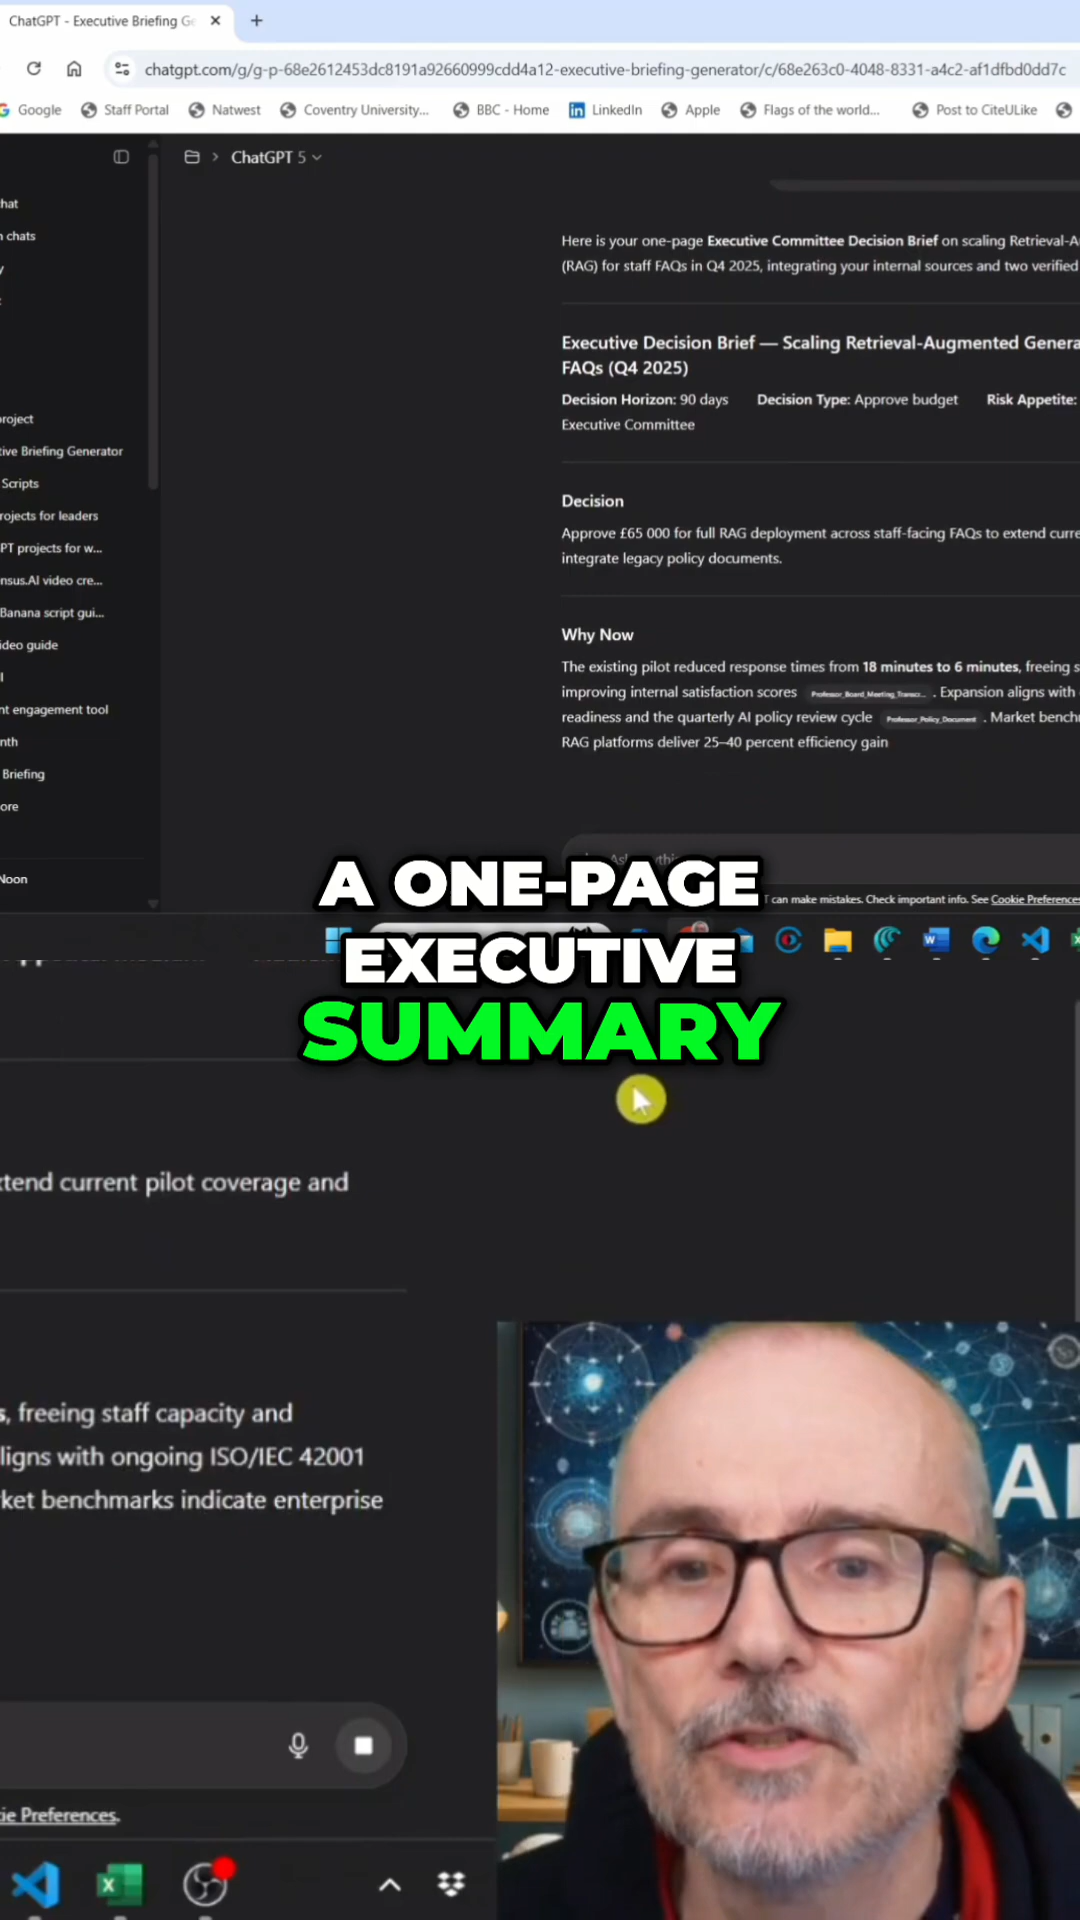 ChatGPT - Executive Briefing Ge
chatgpt.com/g/g-p-68e2612453dc8191a92660999cdd4a12-executive-briefing-generator/c/68e263c0-4048-8331-a4c2-af1dfbd0dd7c
Google Staff Portal Natwest Coventry University... BBC - Home LinkedIn Apple Flags of the world... Post to CiteULike
ChatGPT 5
hat
chats
y
project
tive Briefing Generator
Scripts
rojects for leaders
PT projects for w...
nsus.AI video cre...
Banana script gui...
ideo guide
nt engagement tool
nth
Briefing
ore
Noon
Here is your one-page Executive Committee Decision Brief on scaling Retrieval-A
(RAG) for staff FAQs in Q4 2025, integrating your internal sources and two verified
Executive Decision Brief — Scaling Retrieval-Augmented Genera
FAQs (Q4 2025)
Decision Horizon: 90 days Decision Type: Approve budget Risk Appetite:
Executive Committee
Decision
Approve £65 000 for full RAG deployment across staff-facing FAQs to extend curre
integrate legacy policy documents.
Why Now
The existing pilot reduced response times from 18 minutes to 6 minutes, freeing s
improving internal satisfaction scores Professor_Board_Meeting_Transcr... . Expansion aligns with
readiness and the quarterly AI policy review cycle Professor_Policy_Document . Market bench
RAG platforms deliver 25–40 percent efficiency gain
can make mistakes. Check important info. See Cookie Preferences
A ONE-PAGE
EXECUTIVE
SUMMARY
xtend current pilot coverage and
s, freeing staff capacity and
ligns with ongoing ISO/IEC 42001
ket benchmarks indicate enterprise
ie Preferences.
AI